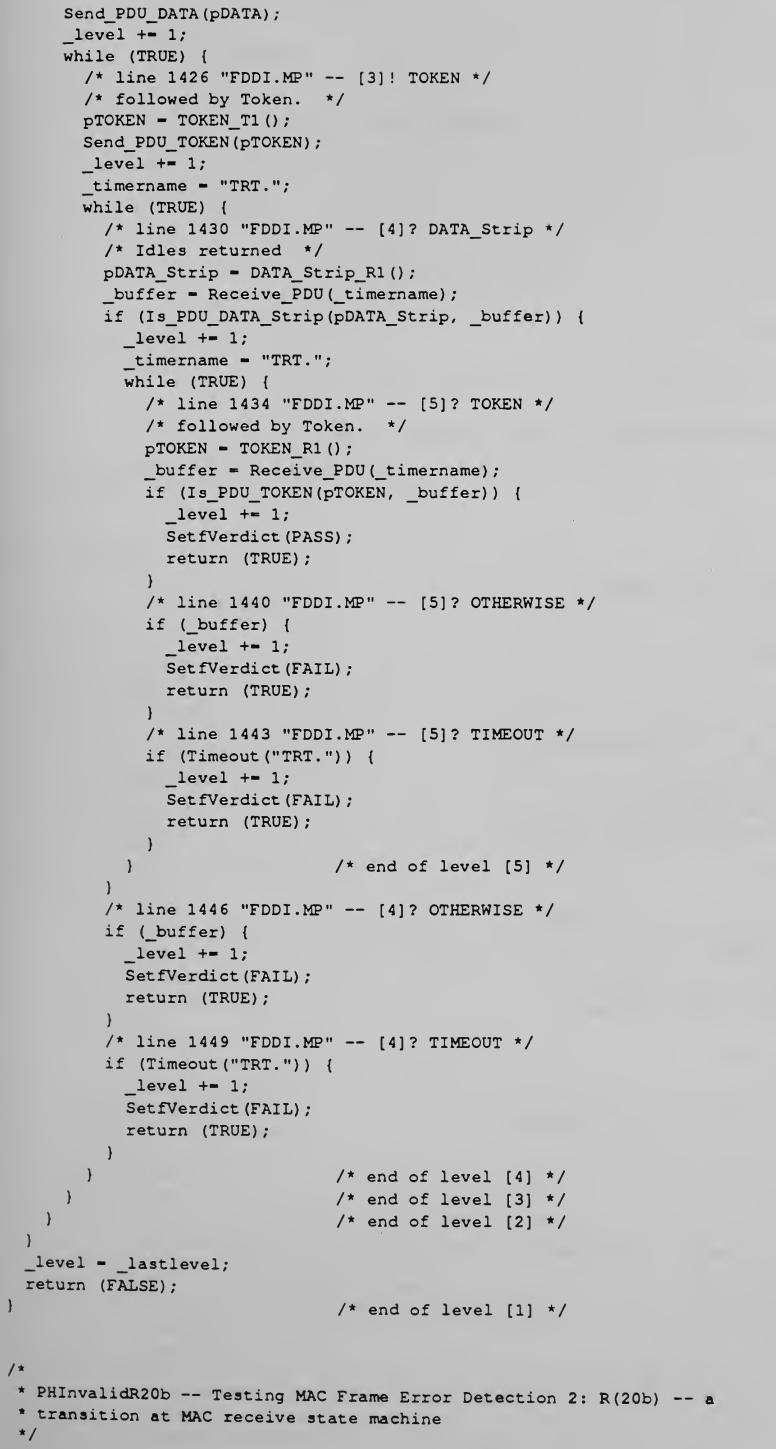 Send_PDU_DATA(pDATA);
_level += 1;
while (TRUE) {
/* line 1426 "FDDI.MP" -- [3]! TOKEN */
/* followed by Token. */
pTOKEN = TOKEN_T1();
Send_PDU_TOKEN(pTOKEN);
_level += 1;
_timername = "TRT.";
while (TRUE) {
/* line 1430 "FDDI.MP" -- [4]? DATA_Strip */
/* Idles returned */
pDATA_Strip = DATA_Strip_R1();
_buffer = Receive_PDU(_timername);
if (Is_PDU_DATA_Strip(pDATA_Strip, _buffer)) {
_level += 1;
_timername = "TRT.";
while (TRUE) {
/* line 1434 "FDDI.MP" -- [5]? TOKEN */
/* followed by Token. */
pTOKEN = TOKEN_R1();
_buffer = Receive_PDU(_timername);
if (Is_PDU_TOKEN(pTOKEN, _buffer)) {
_level += 1;
SetfVerdict(PASS);
return (TRUE);
}
/* line 1440 "FDDI.MP" -- [5]? OTHERWISE */
if (_buffer) {
_level += 1;
SetfVerdict(FAIL);
return (TRUE);
}
/* line 1443 "FDDI.MP" -- [5]? TIMEOUT */
if (Timeout("TRT.")) {
_level += 1;
SetfVerdict(FAIL);
return (TRUE);
}
} /* end of level [5] */
}
/* line 1446 "FDDI.MP" -- [4]? OTHERWISE */
if (_buffer) {
_level += 1;
SetfVerdict(FAIL);
return (TRUE);
}
/* line 1449 "FDDI.MP" -- [4]? TIMEOUT */
if (Timeout("TRT.")) {
_level += 1;
SetfVerdict(FAIL);
return (TRUE);
}
} /* end of level [4] */
} /* end of level [3] */
} /* end of level [2] */
}
_level = _lastlevel;
return (FALSE);
} /* end of level [1] */
/*
* PHInvalidR20b -- Testing MAC Frame Error Detection 2: R(20b) -- a
* transition at MAC receive state machine
*/